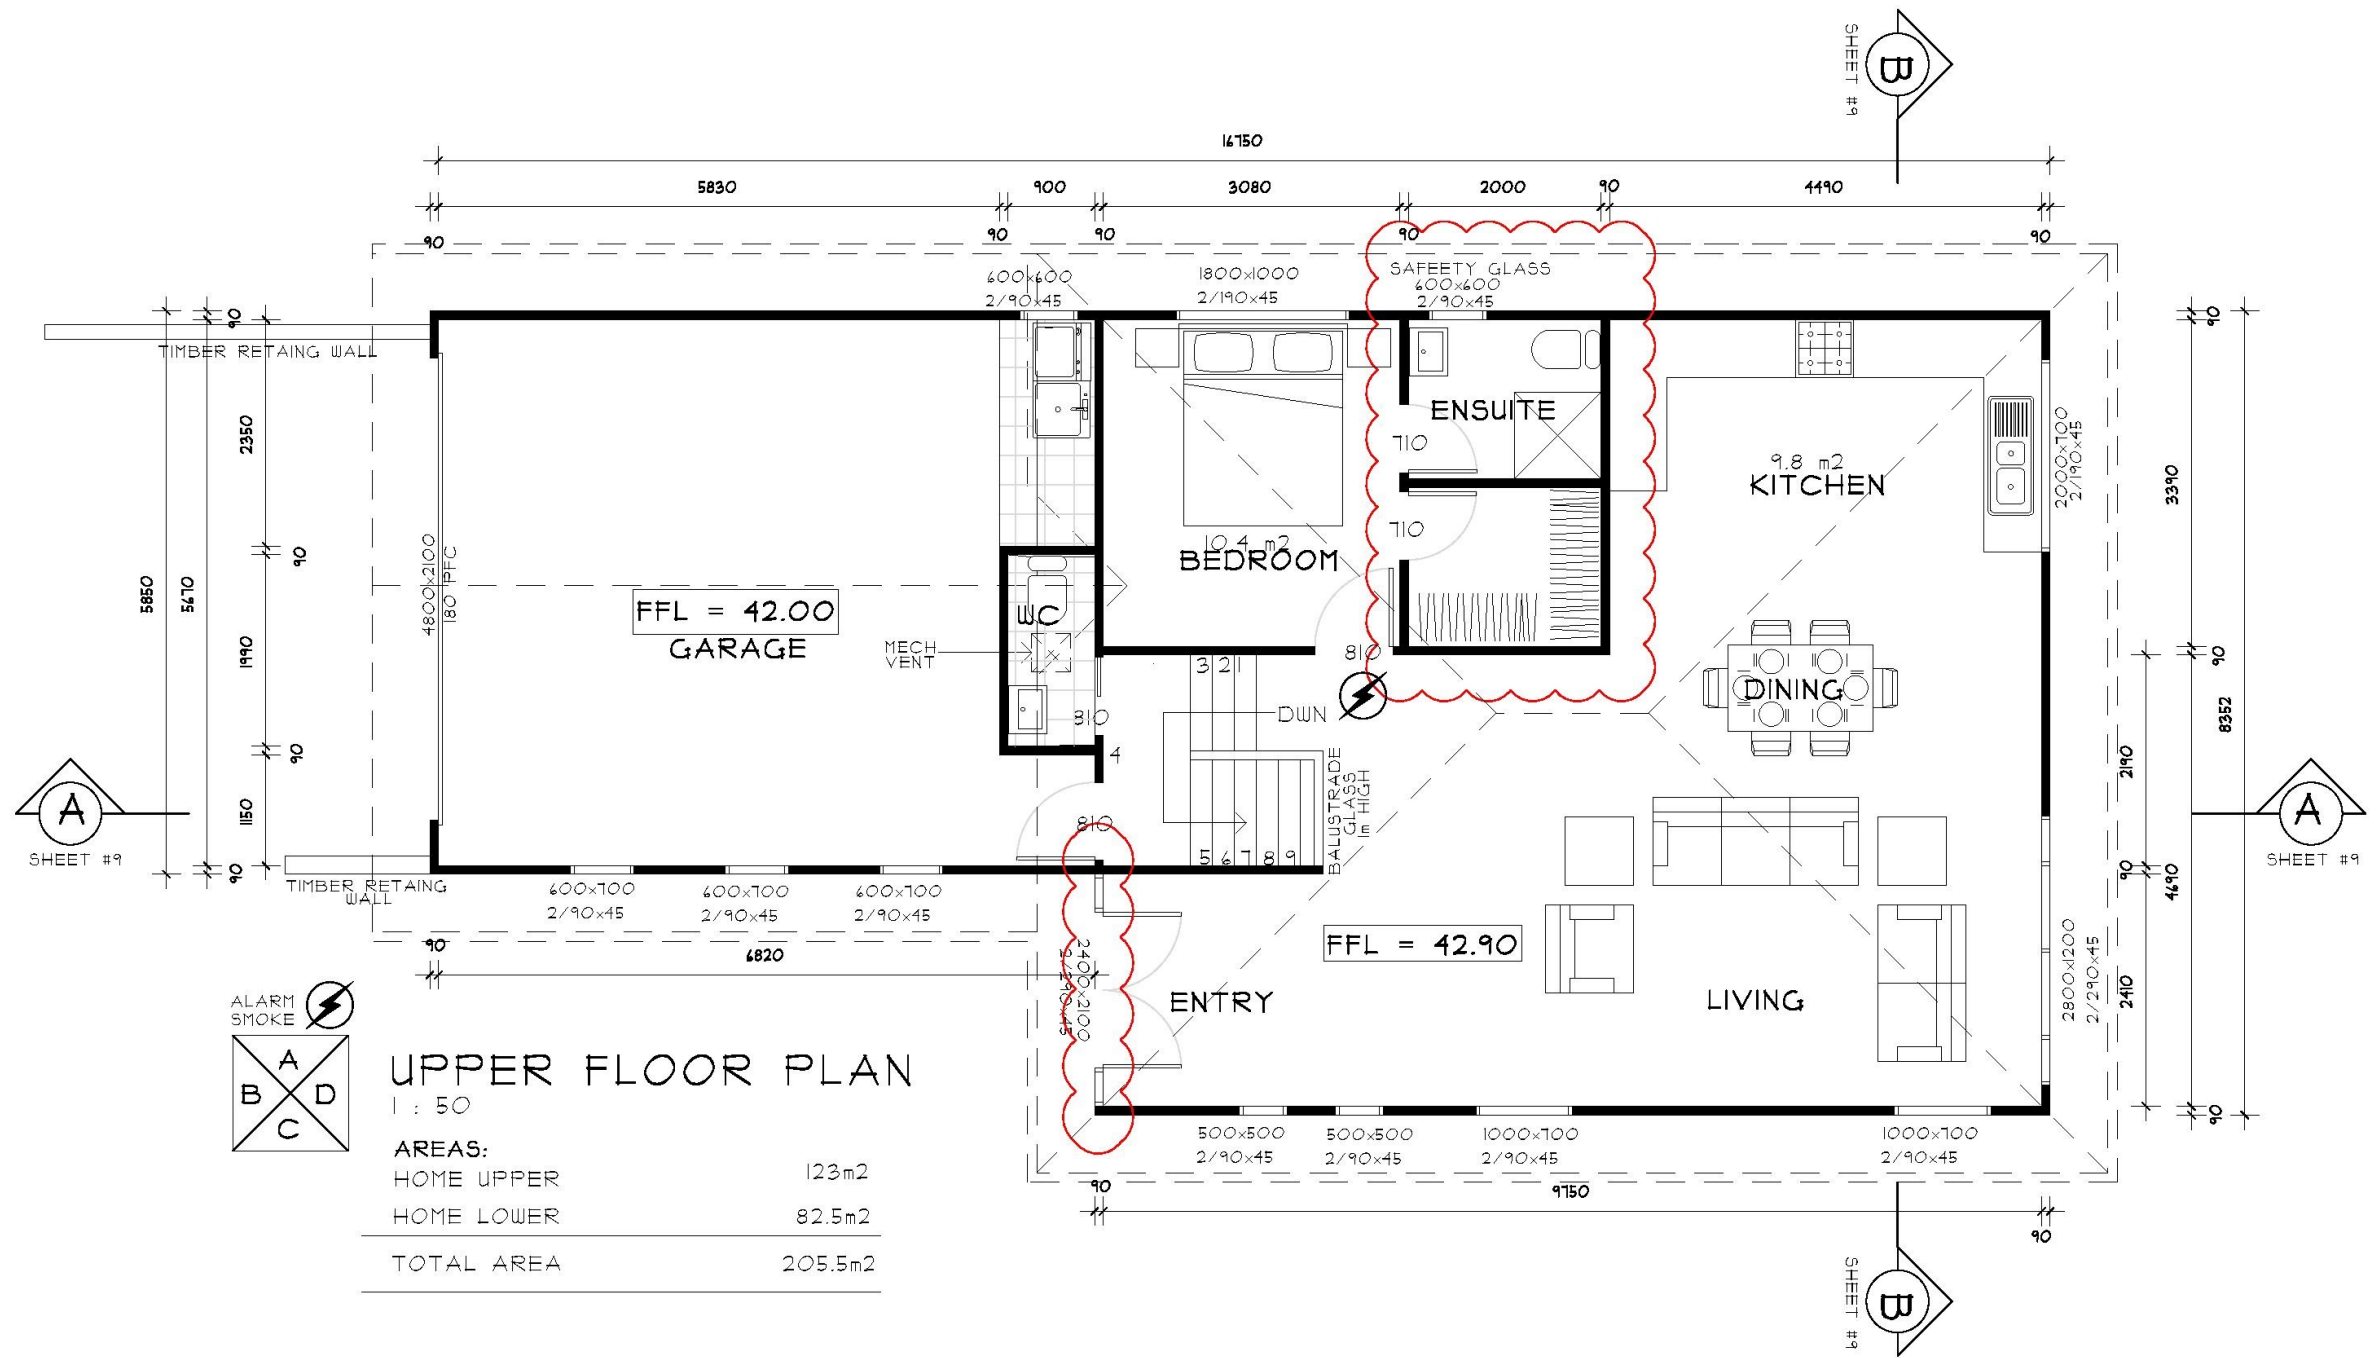 SHEET #9
B
16750
5830
900
3080
2000
90
4490
90
90
90
90
90
SAFEETY GLASS
600x600
2/90x45
1800x1000
2/190x45
600x600
2/90x45
TIMBER RETAING WALL
90
90
5850
5670
2350
90
1990
90
1150
90
4800x2100
180 PFC
ENSUITE
710
710
9.8 m2
KITCHEN
2000x700
2/190x45
3390
10.4 m2
BEDROOM
FFL = 42.00
GARAGE
WC
MECH
VENT
810
810
810
3 2 1
DWN
4
5 6 7 8 9
BALUSTRADE
GLASS
1m HIGH
DINING
90
8352
2190
90
4690
2410
90
A
SHEET #9
A
SHEET #9
TIMBER RETAING
WALL
600x700
2/90x45
600x700
2/90x45
600x700
2/90x45
90
6820
2400x2100
2/290x45
FFL = 42.90
ENTRY
LIVING
2800x1200
2/290x45
ALARM
SMOKE
A
B
D
C
UPPER FLOOR PLAN
1 : 50
AREAS:
HOME UPPER 123m2
HOME LOWER 82.5m2
TOTAL AREA 205.5m2
500x500
2/90x45
500x500
2/90x45
1000x700
2/90x45
1000x700
2/90x45
90
9750
90
SHEET #9
B